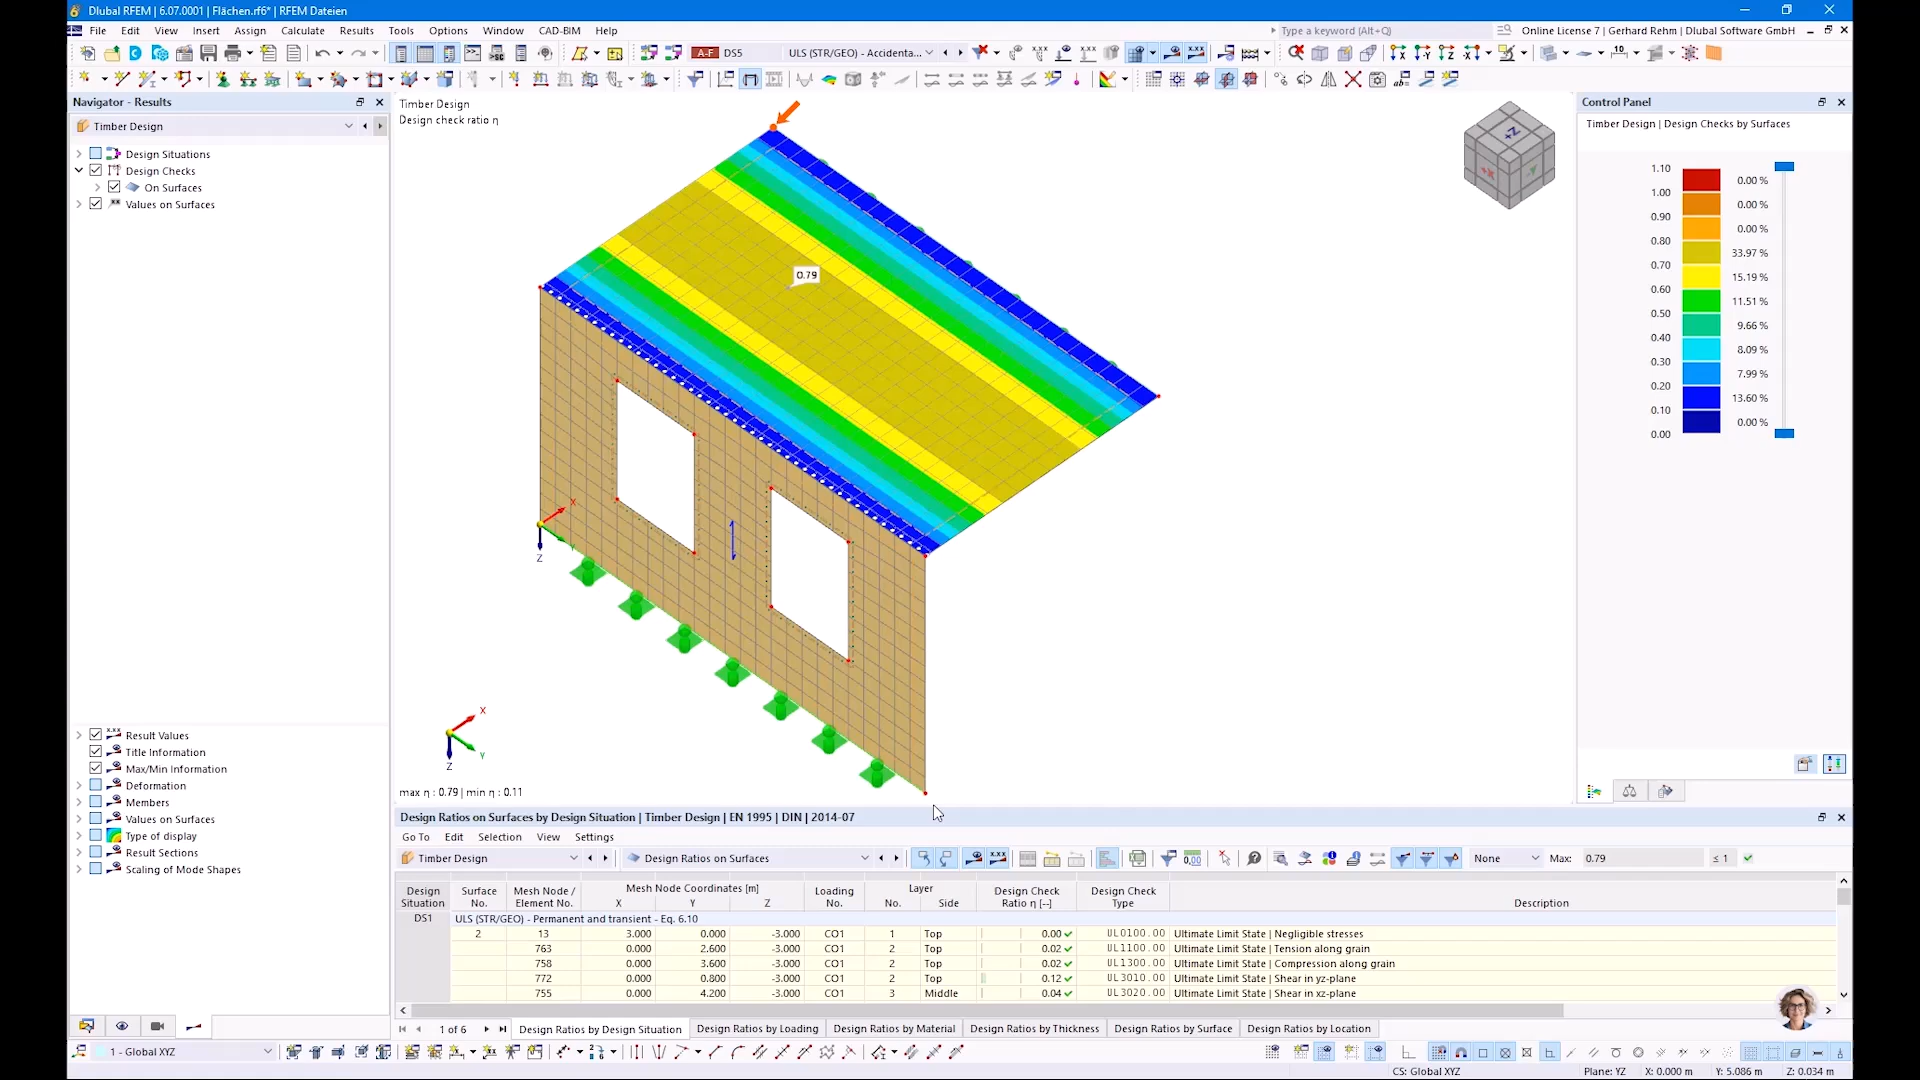 Dlubal RFEM | 6.07.0001 | Flächen.rf6* | RFEM Dateien
File Edit View Insert Assign Calculate Results Tools Options Window CAD-BIM Help
Type a keyword (Alt+Q)
Online License 7 | Gerhard Rehm | Dlubal Software GmbH
A-F DS5 ULS (STR/GEO) - Accidenta...
Navigator - Results
Timber Design
Design Situations
Design Checks
On Surfaces
Values on Surfaces
Result Values
Title Information
Max/Min Information
Deformation
Members
Values on Surfaces
Type of display
Result Sections
Scaling of Mode Shapes
1 - Global XYZ
Timber Design
Design check ratio η
0.79
X
Z
X
Y
Z
max η : 0.79 | min η : 0.11
Control Panel
Timber Design | Design Checks by Surfaces
1.10
0.00 %
1.00
0.00 %
0.90
0.00 %
0.80
33.97 %
0.70
15.19 %
0.60
11.51 %
0.50
9.66 %
0.40
8.09 %
0.30
7.99 %
0.20
13.60 %
0.10
0.00 %
0.00
Design Ratios on Surfaces by Design Situation | Timber Design | EN 1995 | DIN | 2014-07
Go To Edit Selection View Settings
Timber Design Design Ratios on Surfaces None Max: 0.79 ≤ 1
Design Situation Surface No. Mesh Node / Element No. Mesh Node Coordinates [m] X Y Z Loading No. Layer No. Side Design Check Ratio η [--] Design Check Type Description
DS1 ULS (STR/GEO) - Permanent and transient - Eq. 6.10
2 13 3.000 0.000 -3.000 CO1 1 Top 0.00 UL0100.00 Ultimate Limit State | Negligible stresses
763 0.000 2.600 -3.000 CO1 2 Top 0.02 UL1100.00 Ultimate Limit State | Tension along grain
758 0.000 3.600 -3.000 CO1 2 Top 0.02 UL1300.00 Ultimate Limit State | Compression along grain
772 0.000 0.800 -3.000 CO1 2 Top 0.12 UL3010.00 Ultimate Limit State | Shear in yz-plane
755 0.000 4.200 -3.000 CO1 3 Middle 0.04 UL3020.00 Ultimate Limit State | Shear in xz-plane
1 of 6 Design Ratios by Design Situation Design Ratios by Loading Design Ratios by Material Design Ratios by Thickness Design Ratios by Surface Design Ratios by Location
CS: Global XYZ Plane: YZ X: 0.000 m Y: 5.086 m Z: 0.034 m